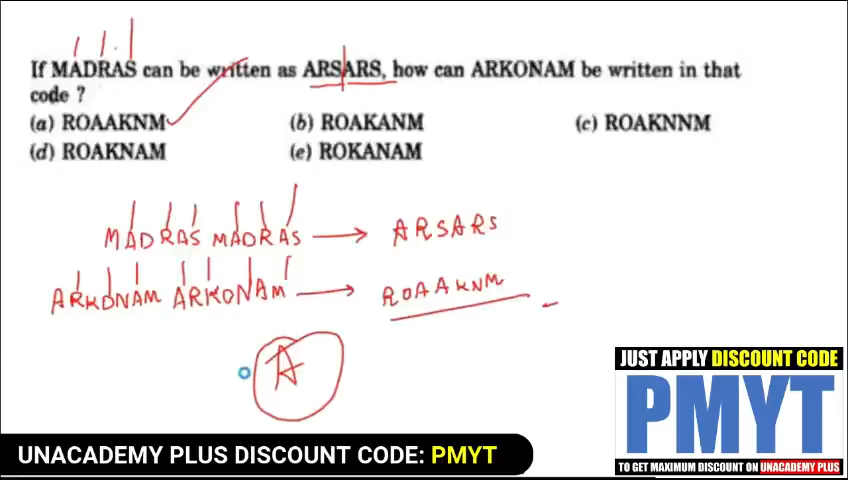 If MADRAS can be written as ARSARS, how can ARKONAM be written in that
code ?
(a) ROAAKNM (b) ROAKANM (c) ROAKNNM
(d) ROAKNAM (e) ROKANAM
MADRAS MADRAS → ARSARS
ARKONAM ARKONAM → ROAAKNM
A
JUST APPLY DISCOUNT CODE
PMYT
TO GET MAXIMUM DISCOUNT ON UNACADEMY PLUS
UNACADEMY PLUS DISCOUNT CODE: PMYT